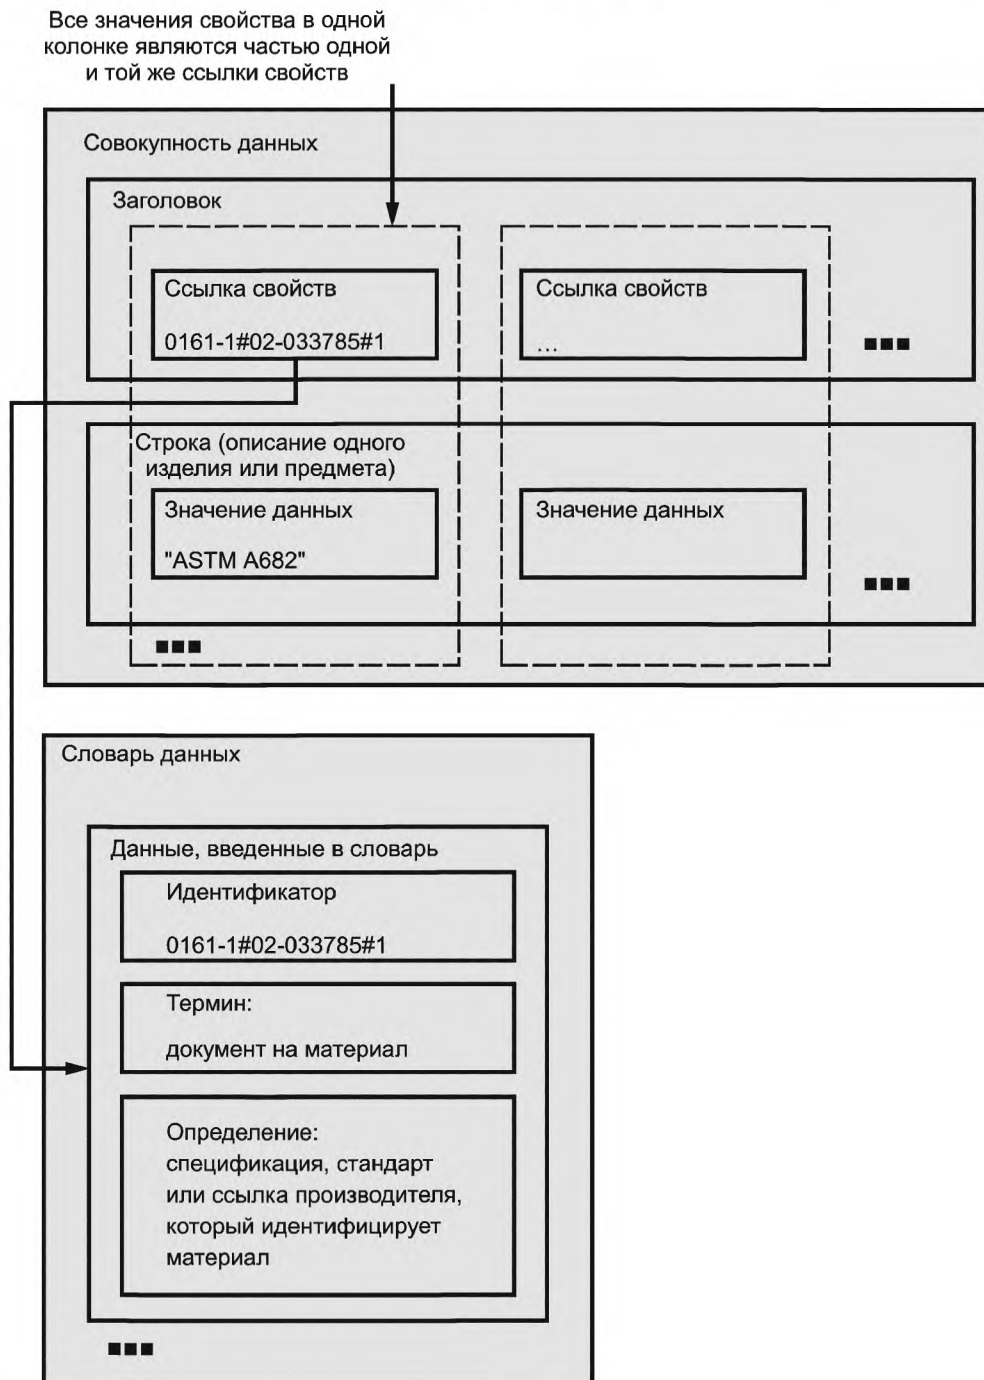 Все значения свойства в одной
колонке являются частью одной
и той же ссылки свойств
Совокупность данных
Заголовок
Ссылка свойств
0161-1#02-033785#1
Ссылка свойств
...
Строка (описание одного
изделия или предмета)
Значение данных
"ASTM A682"
Значение данных
Словарь данных
Данные, введенные в словарь
Идентификатор
0161-1#02-033785#1
Термин:
документ на материал
Определение:
спецификация, стандарт
или ссылка производителя,
который идентифицирует
материал